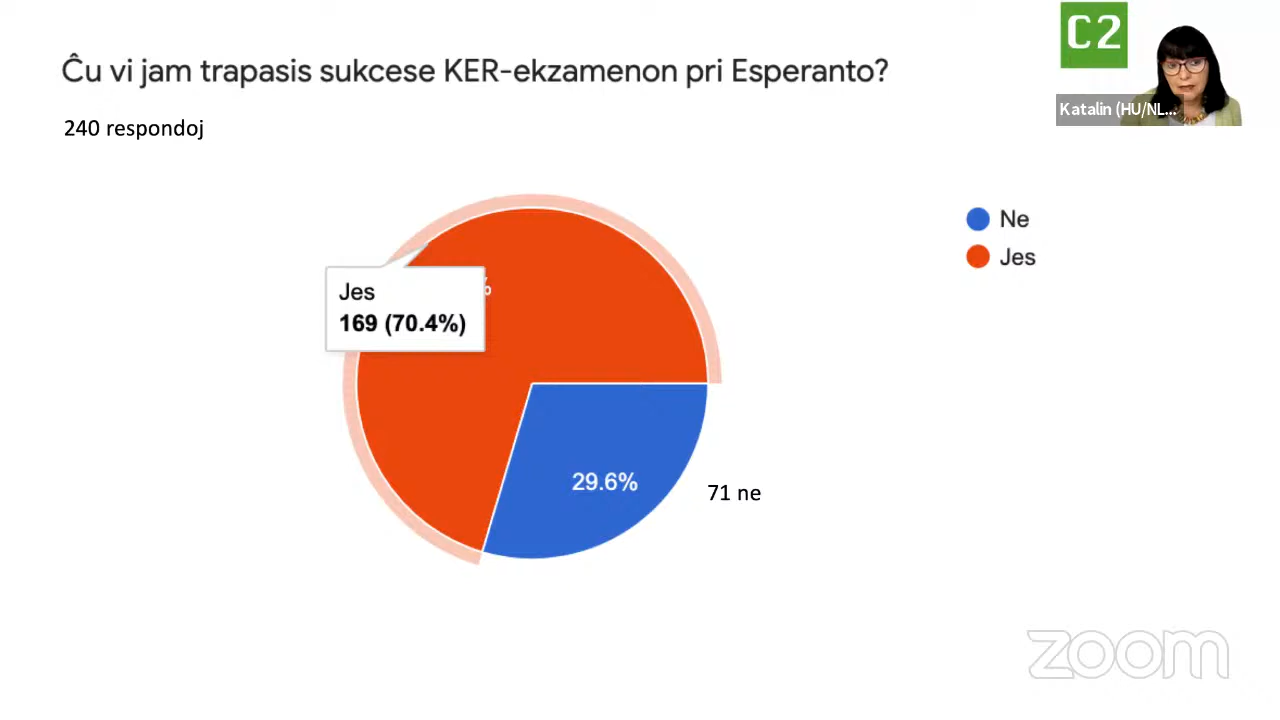 Ĉu vi jam trapasis sukcese KER-ekzamenon pri Esperanto?
240 respondoj
C2
Katalin (HU/NL...
Ne
Jes
Jes
169 (70.4%)
%
29.6%
71 ne
zoom